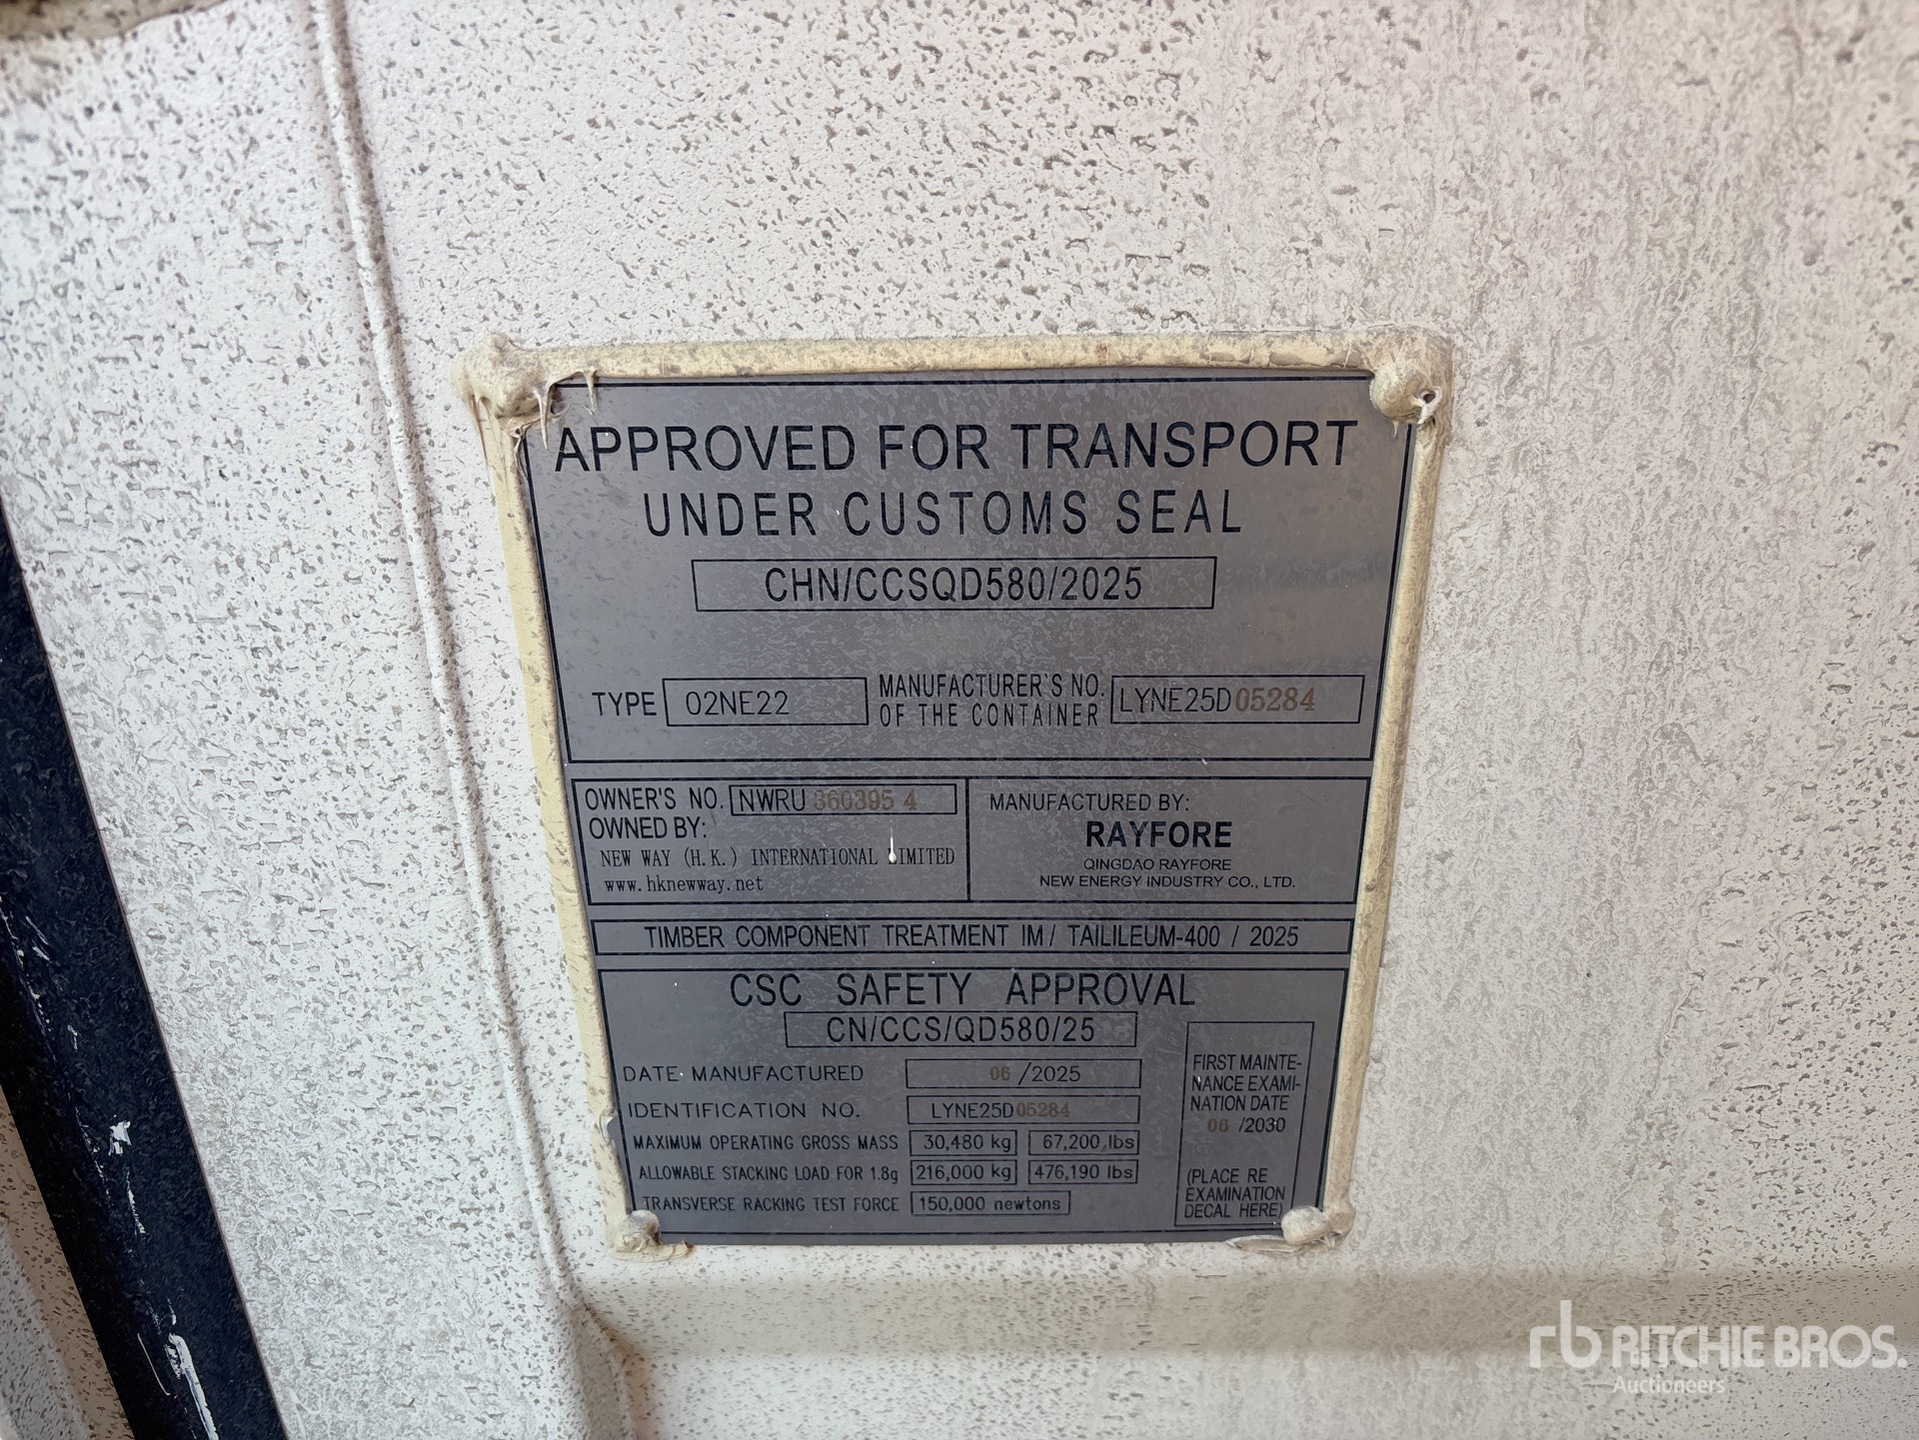 APPROVED FOR TRANSPORT
UNDER CUSTOMS SEAL
CHN/CCSQD580/2025
TYPE 02NE22
MANUFACTURER'S NO.
OF THE CONTAINER
LYNE25D05284
OWNER'S NO. NWRU 360395 4
OWNED BY:
NEW WAY (H.K.) INTERNATIONAL LIMITED
www.hknewway.net
MANUFACTURED BY:
RAYFORE
QINGDAO RAYFORE
NEW ENERGY INDUSTRY CO., LTD.
TIMBER COMPONENT TREATMENT IM / TAILILEUM-400 / 2025
CSC SAFETY APPROVAL
CN/CCS/QD580/25
DATE MANUFACTURED 06 /2025
IDENTIFICATION NO. LYNE25D05284
MAXIMUM OPERATING GROSS MASS 30,480 kg 67,200 lbs
ALLOWABLE STACKING LOAD FOR 1.8g 216,000 kg 476,190 lbs
TRANSVERSE RACKING TEST FORCE 150,000 newtons
FIRST MAINTE-
NANCE EXAMI-
NATION DATE
06 /2030
(PLACE RE
EXAMINATION
DECAL HERE)
rb RITCHIE BROS.
Auctioneers